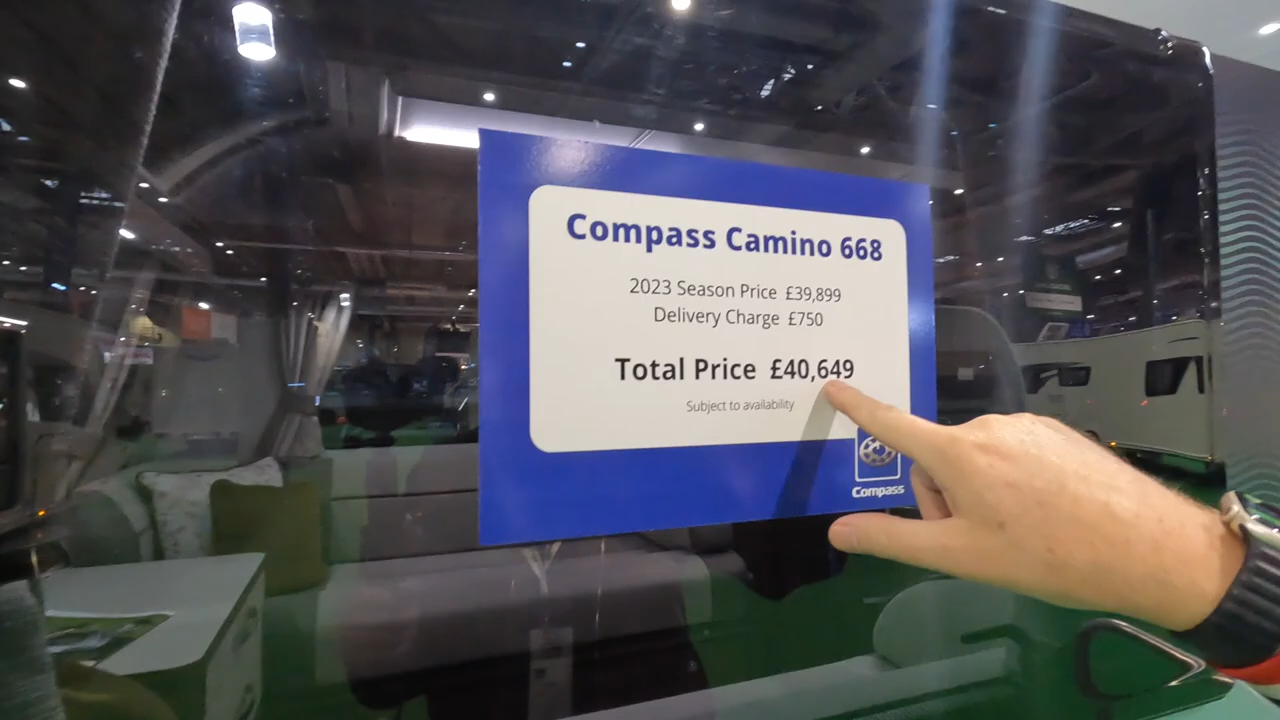 Compass Camino 668
2023 Season Price £39,899
Delivery Charge £750
Total Price £40,649
Subject to availability
Compass